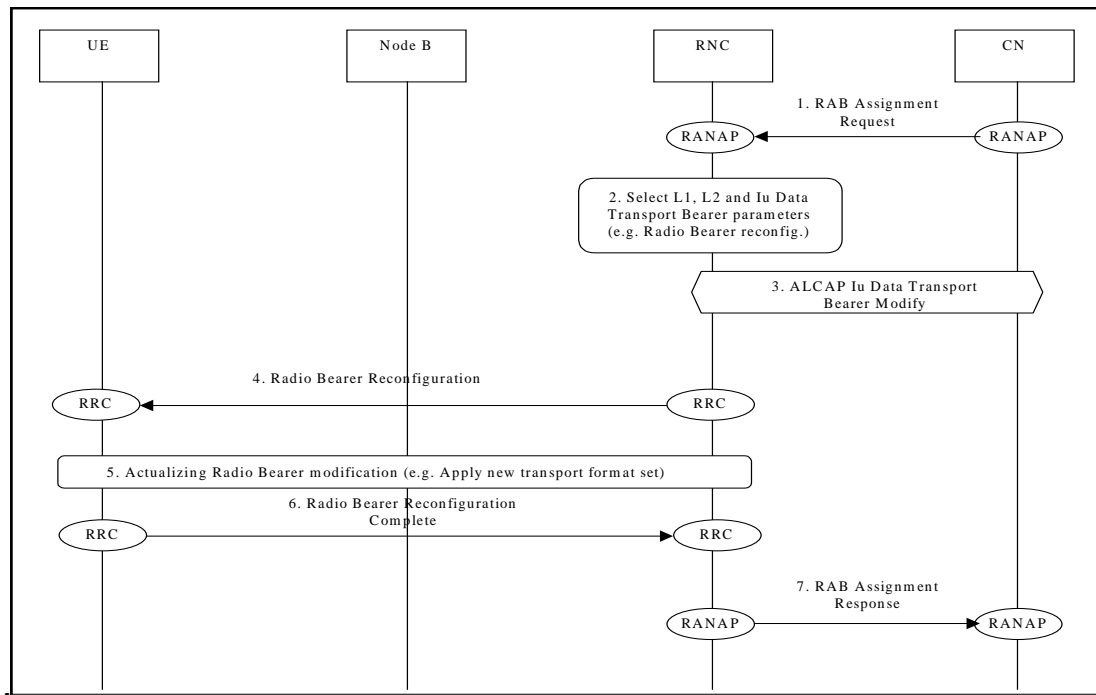 UE
Node B
RNC
CN
1. RAB Assignment
Request
RANAP
RANAP
2. Select L1, L2 and Iu Data
Transport Bearer parameters
(e.g. Radio Bearer reconfig.)
3. ALCAP Iu Data Transport
Bearer Modify
4. Radio Bearer Reconfiguration
RRC
RRC
5. Actualizing Radio Bearer modification (e.g. Apply new transport format set)
6. Radio Bearer Reconfiguration
Complete
RRC
RRC
7. RAB Assignment
Response
RANAP
RANAP